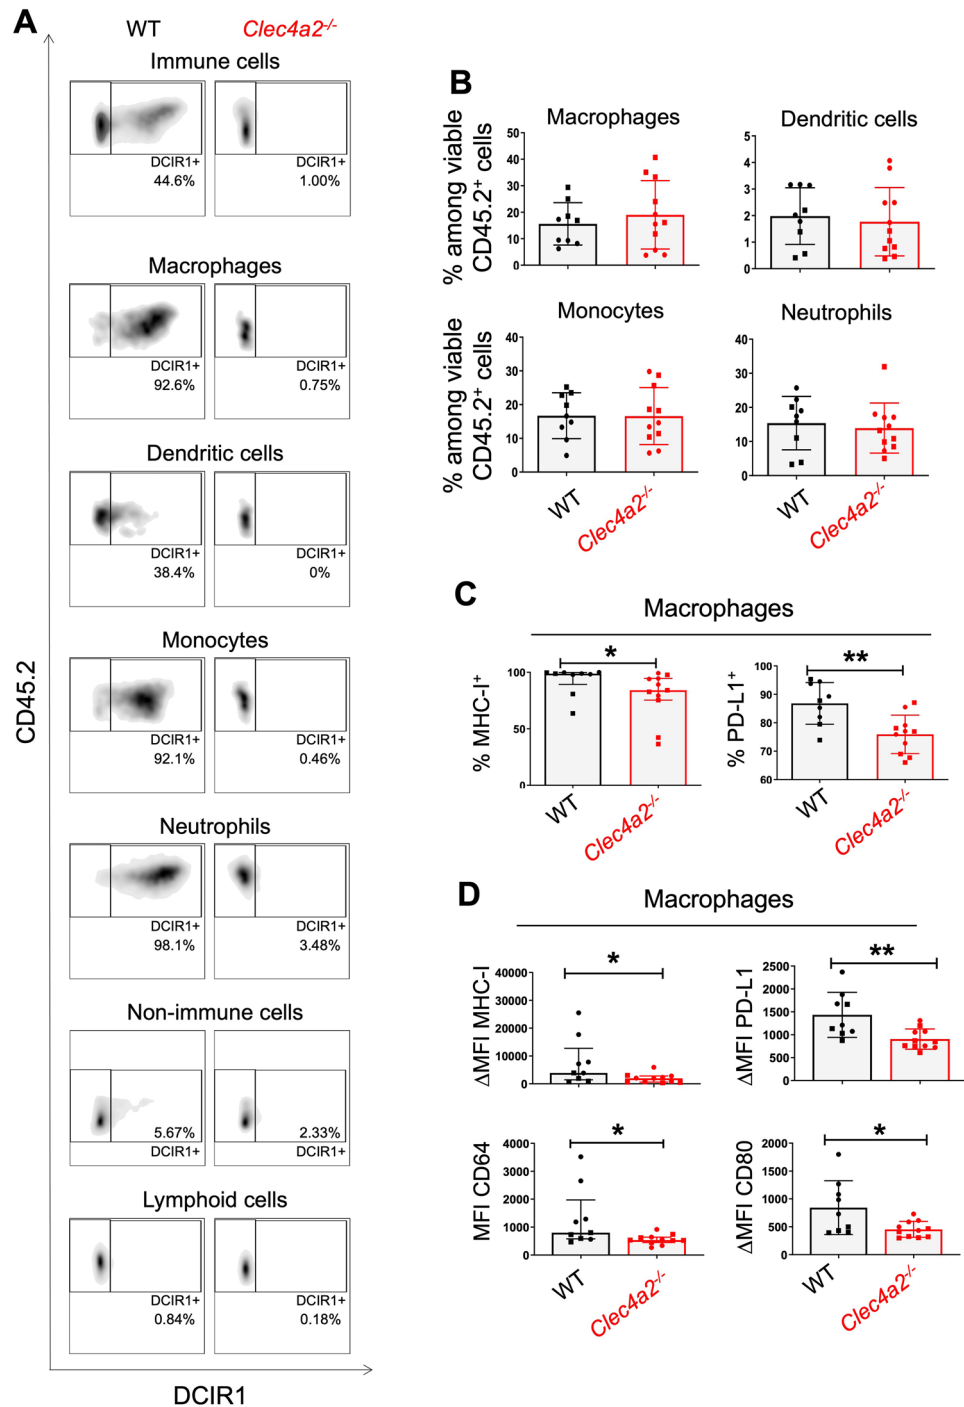 A
WT
Clec4a2-/-
Immune cells
DCIR1+
44.6%
DCIR1+
1.00%
Macrophages
DCIR1+
92.6%
DCIR1+
0.75%
Dendritic cells
DCIR1+
38.4%
DCIR1+
0%
Monocytes
DCIR1+
92.1%
DCIR1+
0.46%
Neutrophils
DCIR1+
98.1%
DCIR1+
3.48%
Non-immune cells
5.67%
DCIR1+
2.33%
DCIR1+
Lymphoid cells
DCIR1+
0.84%
DCIR1+
0.18%
CD45.2
DCIR1
B
Macrophages
% among viable
CD45.2+ cells
50
40
30
20
10
0
Dendritic cells
5
4
3
2
1
0
Monocytes
% among viable
CD45.2+ cells
40
30
20
10
0
WT
Clec4a2-/-
Neutrophils
40
30
20
10
0
WT
Clec4a2-/-
C
Macrophages
% MHC-I+
100
50
0
*
WT
Clec4a2-/-
% PD-L1+
100
90
80
70
60
**
WT
Clec4a2-/-
D
Macrophages
ΔMFI MHC-I
40000
30000
20000
10000
0
*
ΔMFI PD-L1
2500
2000
1500
1000
500
0
**
MFI CD64
4000
3000
2000
1000
0
*
WT
Clec4a2-/-
ΔMFI CD80
2000
1500
1000
500
0
*
WT
Clec4a2-/-